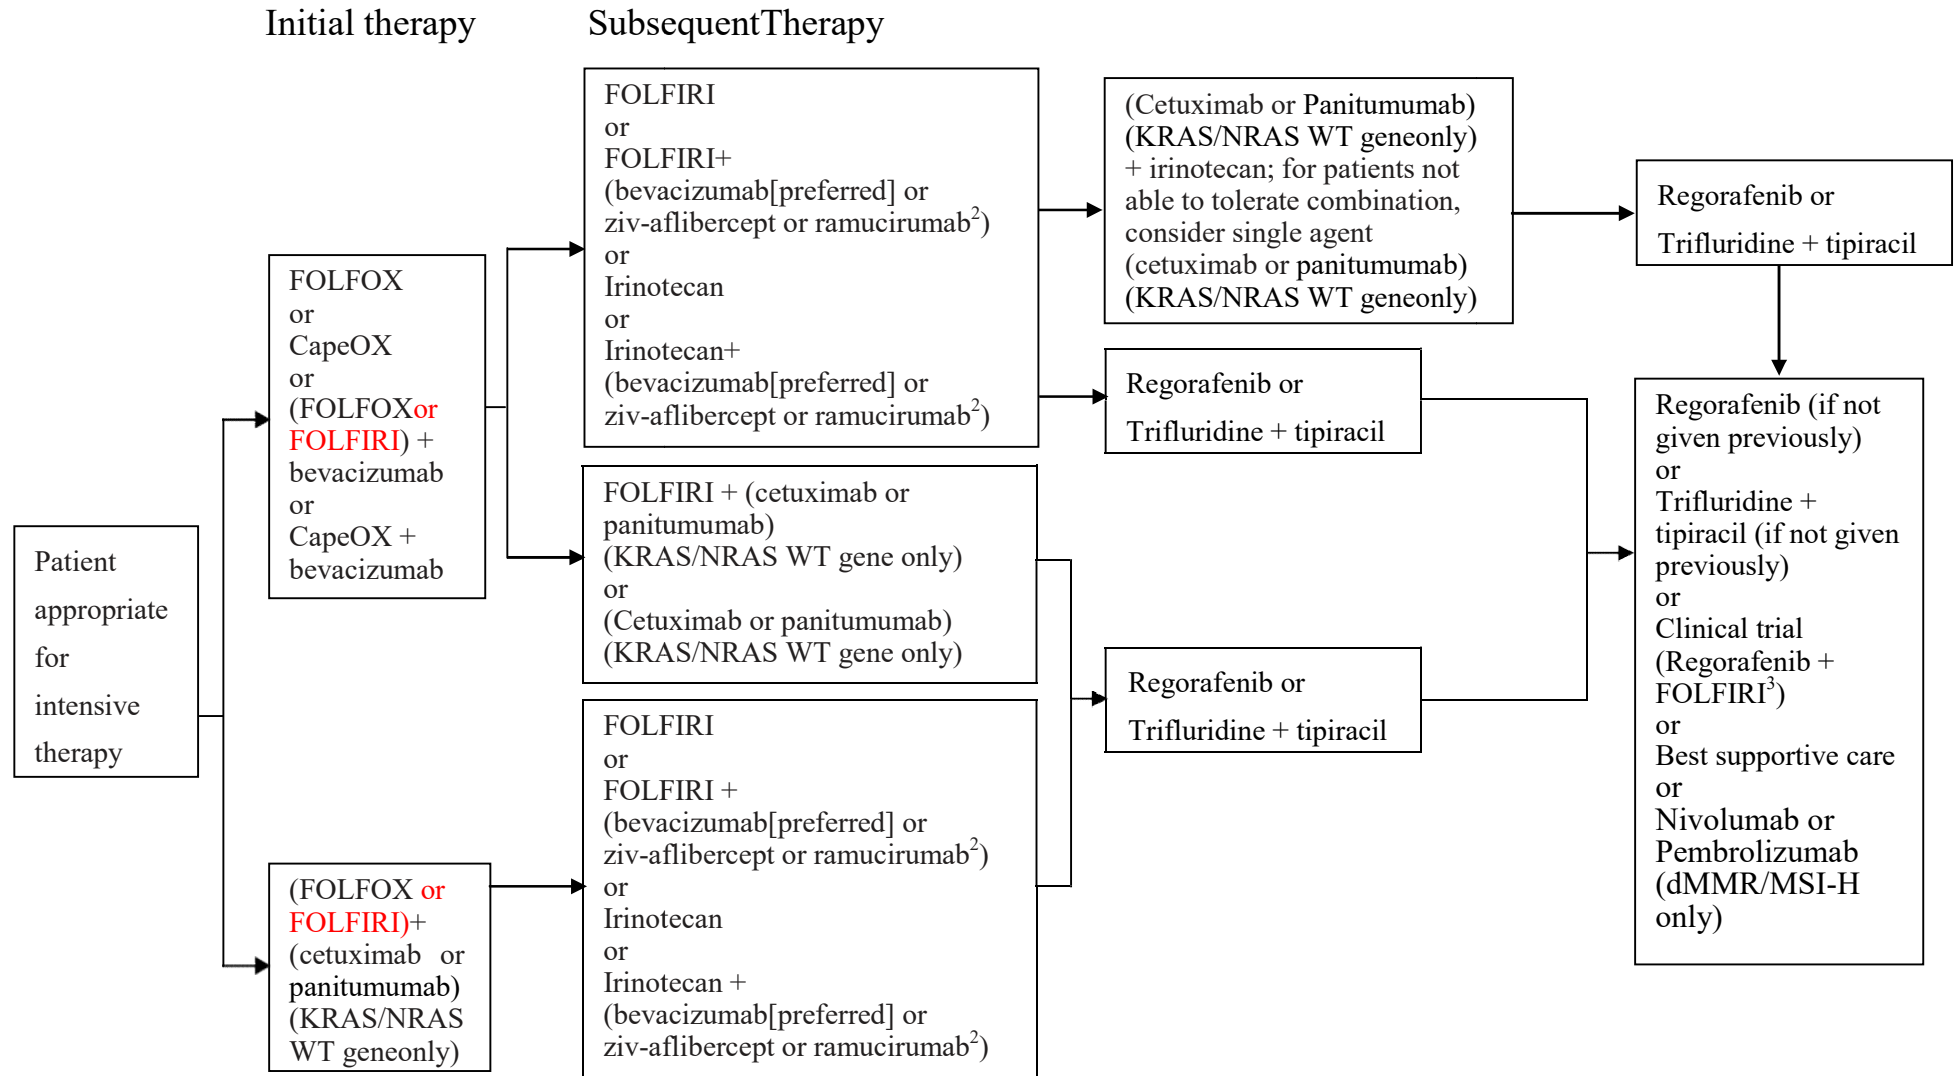 Initial therapy
SubsequentTherapy
Patient
appropriate
for
intensive
therapy
FOLFOX
or
CapeOX
or
(FOLFOXor
FOLFIRI) +
bevacizumab
or
CapeOX +
bevacizumab
(FOLFOX or
FOLFIRI)+
(cetuximab or
panitumumab)
(KRAS/NRAS
WT geneonly)
FOLFIRI
or
FOLFIRI+
(bevacizumab[preferred] or
ziv-aflibercept or ramucirumab²)
or
Irinotecan
or
Irinotecan+
(bevacizumab[preferred] or
ziv-aflibercept or ramucirumab²)
FOLFIRI + (cetuximab or
panitumumab)
(KRAS/NRAS WT gene only)
or
(Cetuximab or panitumumab)
(KRAS/NRAS WT gene only)
FOLFIRI
or
FOLFIRI +
(bevacizumab[preferred] or
ziv-aflibercept or ramucirumab²)
or
Irinotecan
or
Irinotecan +
(bevacizumab[preferred] or
ziv-aflibercept or ramucirumab²)
(Cetuximab or Panitumumab)
(KRAS/NRAS WT geneonly)
+ irinotecan; for patients not
able to tolerate combination,
consider single agent
(cetuximab or panitumumab)
(KRAS/NRAS WT geneonly)
Regorafenib or
Trifluridine + tipiracil
Regorafenib or
Trifluridine + tipiracil
Regorafenib or
Trifluridine + tipiracil
Regorafenib (if not
given previously)
or
Trifluridine +
tipiracil (if not given
previously)
or
Clinical trial
(Regorafenib +
FOLFIRI³)
or
Best supportive care
or
Nivolumab or
Pembrolizumab
(dMMR/MSI-H
only)